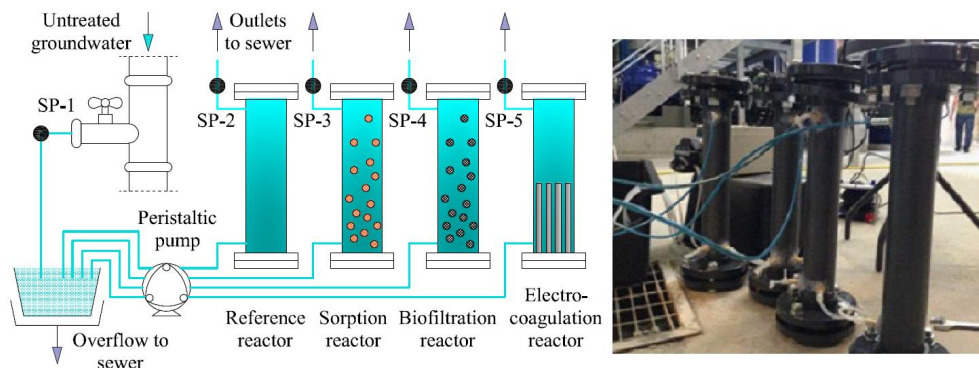 Untreated
groundwater
Outlets
to sewer
SP-1
SP-2
SP-3
SP-4
SP-5
Peristaltic
pump
Overflow to
sewer
Reference
reactor
Sorption
reactor
Biofiltration
reactor
Electro-
coagulation
reactor